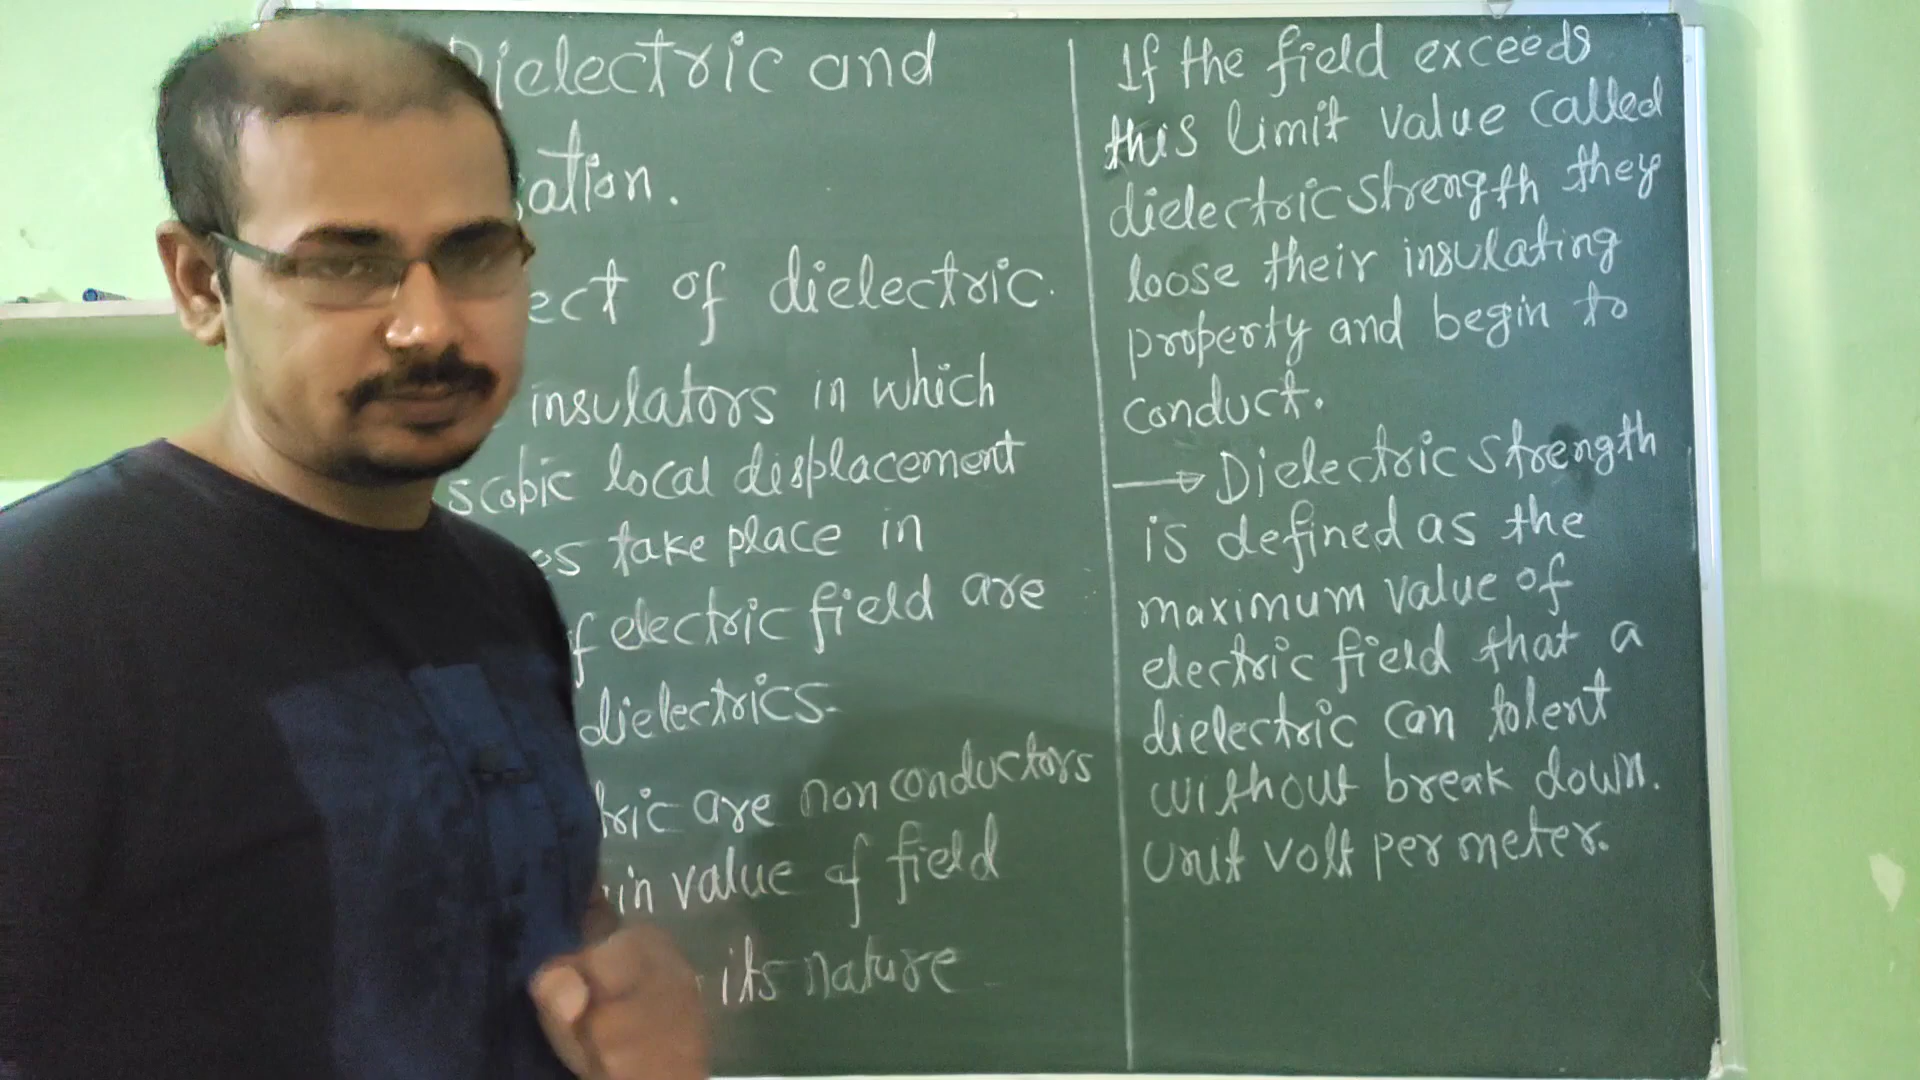 Dielectric and
ation.
ect of dielectric.
insulators in which
scopic local displacement
es take place in
f electric field are
dielectrics.
tric are non conductors
in value of field
its nature
If the field exceeds
this limit value called
dielectric strength they
loose their insulating
property and begin to
conduct.
→ Dielectric strength
is defined as the
maximum value of
electric field that a
dielectric can tolent
without break down.
unit volt per meter.